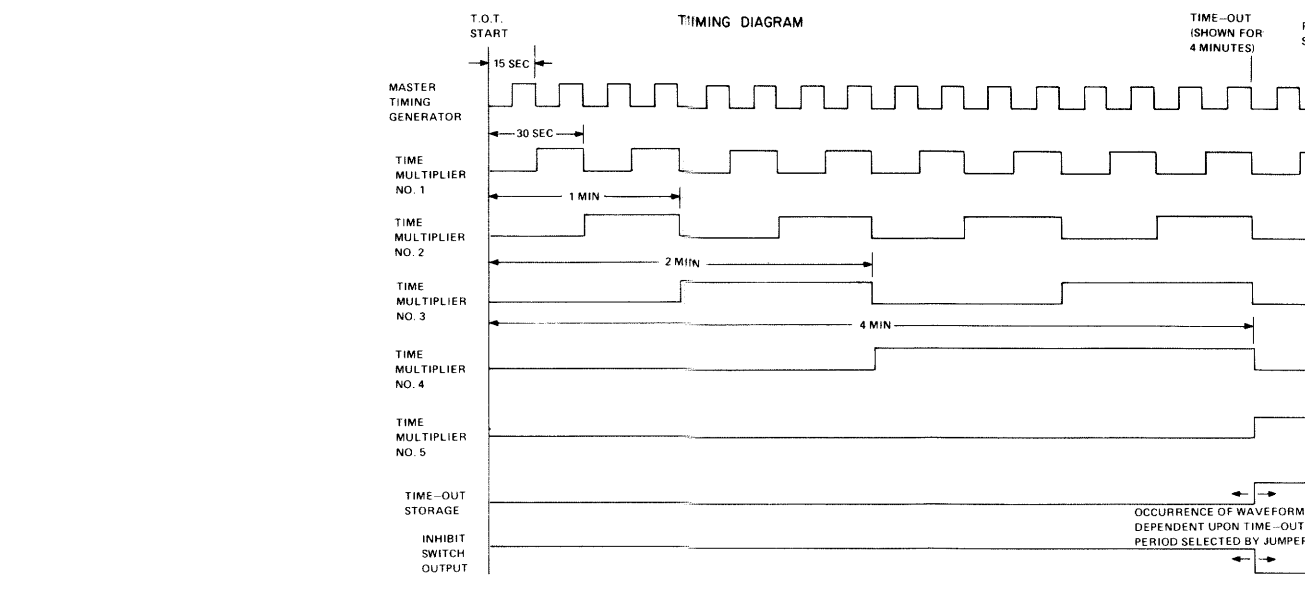 T.O.T.
START
TIMING DIAGRAM
TIME-OUT
(SHOWN FOR
4 MINUTES)
15 SEC
MASTER
TIMING
GENERATOR
30 SEC
TIME
MULTIPLIER
NO. 1
1 MIN
TIME
MULTIPLIER
NO. 2
2 MIN
TIME
MULTIPLIER
NO. 3
4 MIN
TIME
MULTIPLIER
NO. 4
TIME
MULTIPLIER
NO. 5
TIME-OUT
STORAGE
OCCURRENCE OF WAVEFORM
DEPENDENT UPON TIME-OUT
PERIOD SELECTED BY JUMPER
INHIBIT
SWITCH
OUTPUT